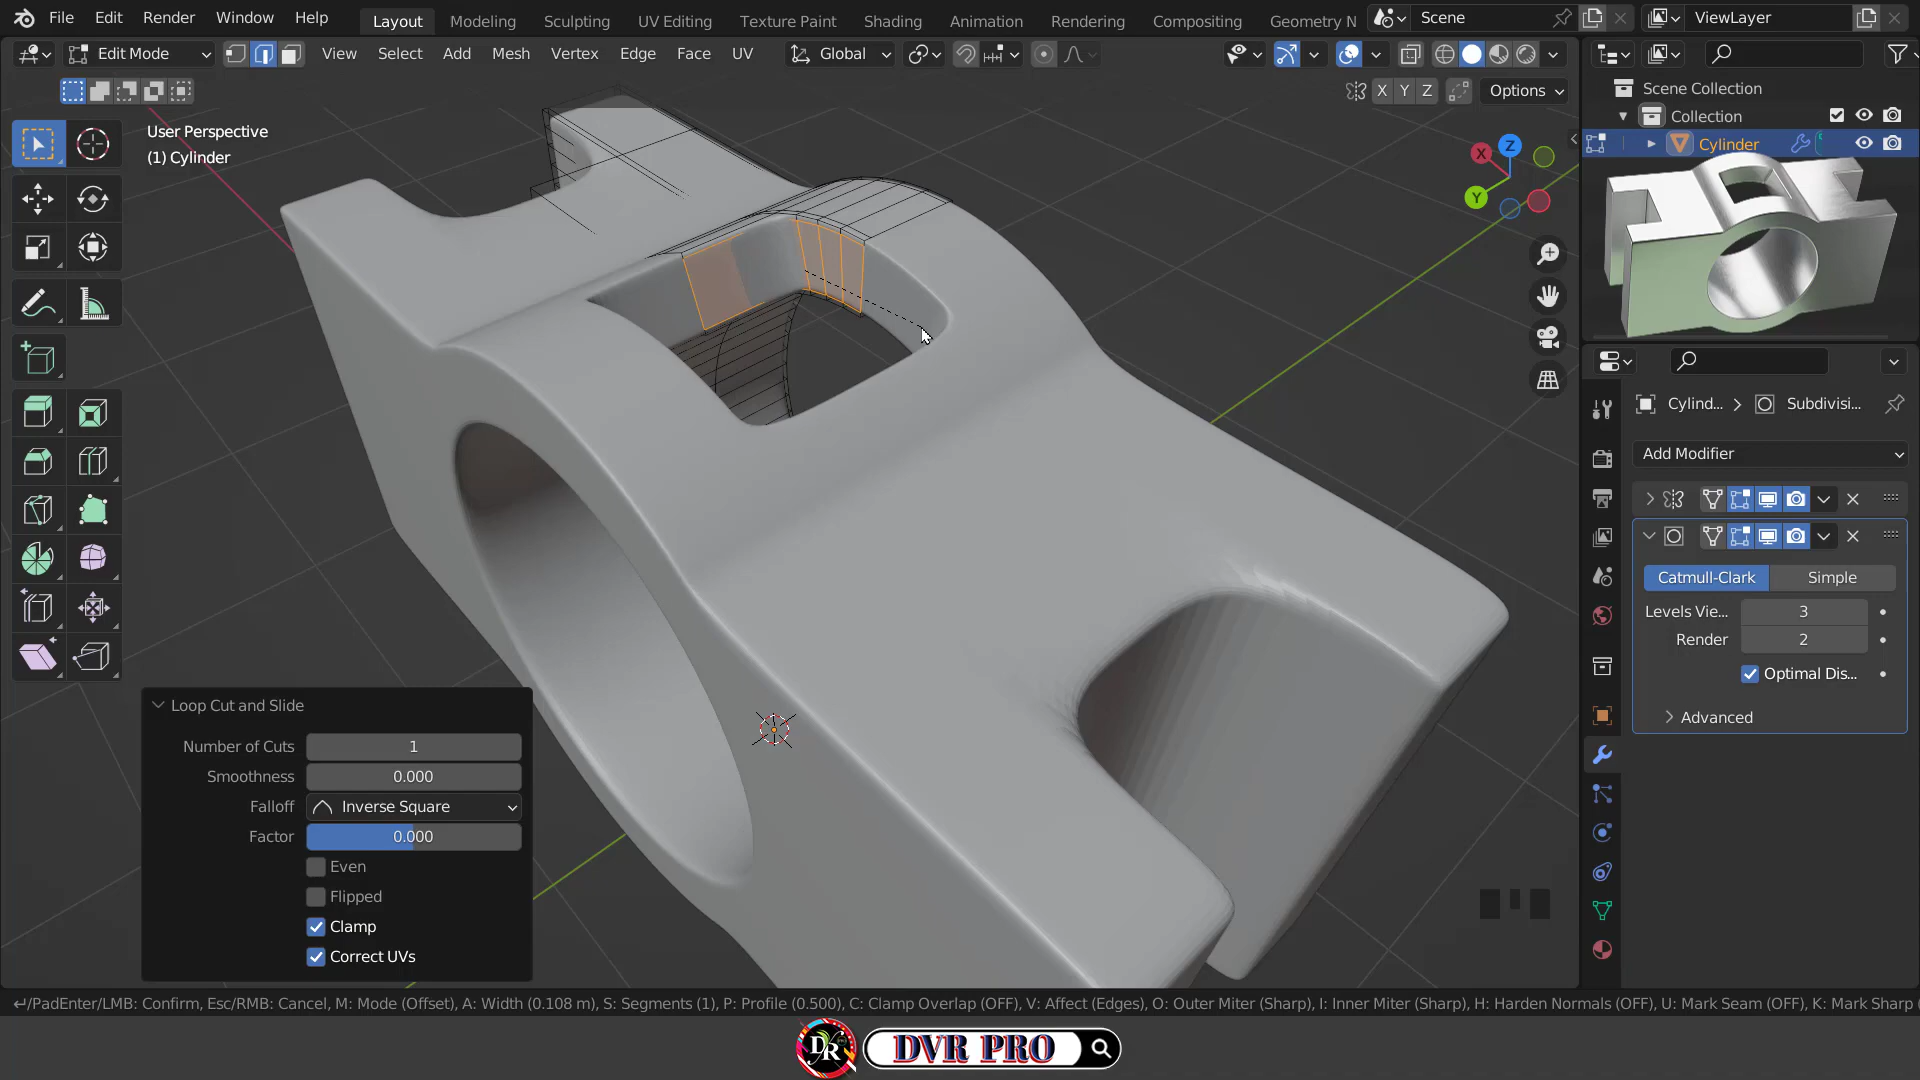 File Edit Render Window Help Layout Modeling Sculpting UV Editing Texture Paint Shading Animation Rendering Compositing Geometry N Scene ViewLayer
Edit Mode View Select Add Mesh Vertex Edge Face UV Global
X Y Z Options
User Perspective
(1) Cylinder
Scene Collection
Collection
Cylinder
X Z Y
Cylind... > Subdivisi...
Add Modifier
Catmull-Clark Simple
Levels Vie... 3
Render 2
Optimal Dis...
Advanced
Loop Cut and Slide
Number of Cuts 1
Smoothness 0.000
Falloff Inverse Square
Factor 0.000
Even
Flipped
Clamp
Correct UVs
↵/PadEnter/LMB: Confirm, Esc/RMB: Cancel, M: Mode (Offset), A: Width (0.108 m), S: Segments (1), P: Profile (0.500), C: Clamp Overlap (OFF), V: Affect (Edges), O: Outer Miter (Sharp), I: Inner Miter (Sharp), H: Harden Normals (OFF), U: Mark Seam (OFF), K: Mark Sharp (
DR DVR PRO